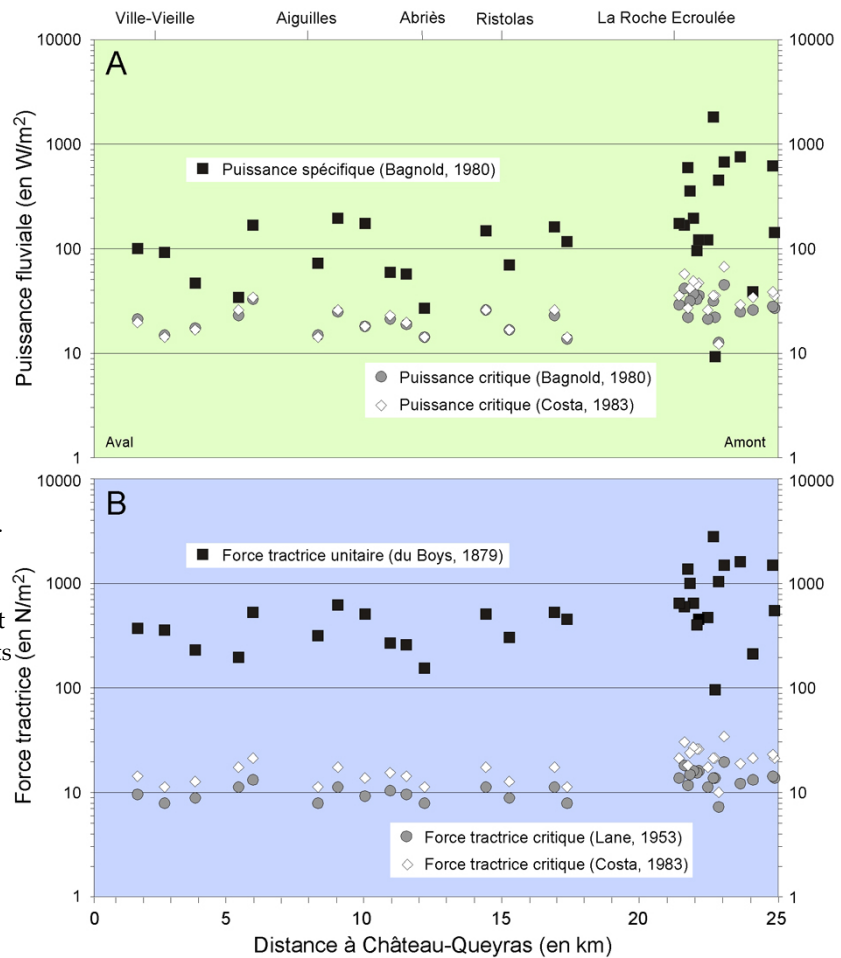 Ville-Vieille Aiguilles Abriès Ristolas La Roche Ecroulée
A
Puissance fluviale (en W/m2)
10000
1000
100
10
1
10000
1000
100
10
1
Puissance spécifique (Bagnold, 1980)
Puissance critique (Bagnold, 1980)
Puissance critique (Costa, 1983)
Aval Amont
B
Force tractrice (en N/m2)
10000
1000
100
10
1
10000
1000
100
10
1
Force tractrice unitaire (du Boys, 1879)
Force tractrice critique (Lane, 1953)
Force tractrice critique (Costa, 1983)
0 5 10 15 20 25
Distance à Château-Queyras (en km)